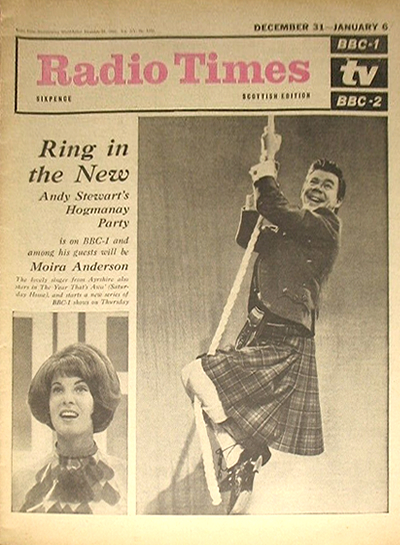 DECEMBER 31—JANUARY 6
Radio Times
SIXPENCE
SCOTTISH EDITION
BBC-1
tv
BBC-2
Ring in
the New
Andy Stewart's
Hogmanay
Party
is on BBC-1 and
among his guests will be
Moira Anderson
The lovely singer from Ayrshire also
stars in 'The Year That's Awa' (Satur-
day Home), and starts a new series of
BBC-1 shows on Thursday